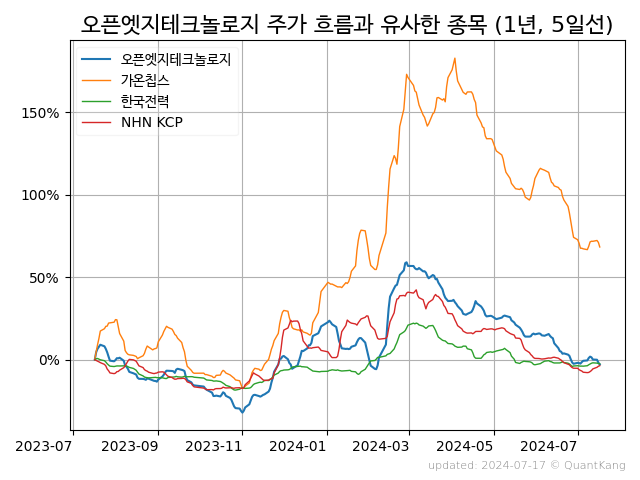 오픈엣지테크놀로지 주가 흐름과 유사한 종목 (1년, 5일선)
오픈엣지테크놀로지
가온칩스
한국전력
NHN KCP
150%
100%
50%
0%
2023-07 2023-09 2023-11 2024-01 2024-03 2024-05 2024-07
updated: 2024-07-17 © QuantKang